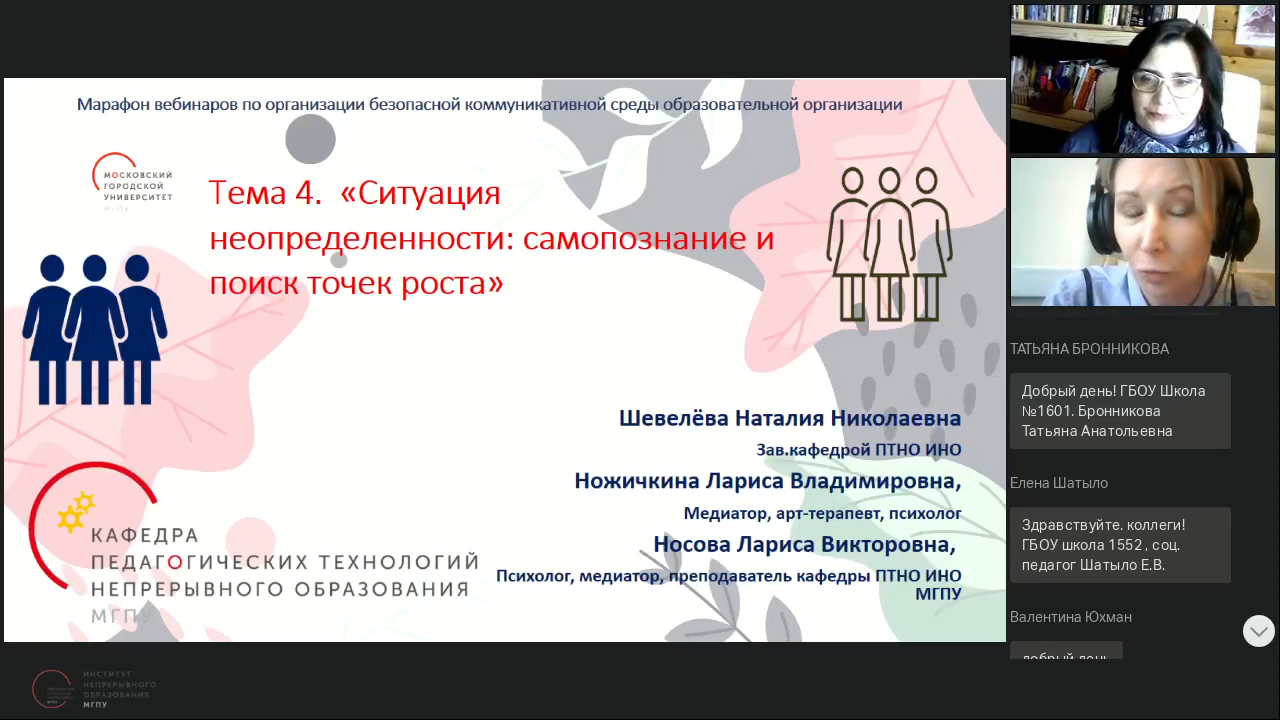 Марафон вебинаров по организации безопасной коммуникативной среды образовательной организации
МОСКОВСКИЙ
ГОРОДСКОЙ
УНИВЕРСИТЕТ
Тема 4. «Ситуация
неопределенности: самопознание и
поиск точек роста»
Шевелёва Наталия Николаевна
Зав.кафедрой ПТНО ИНО
Ножичкина Лариса Владимировна,
Медиатор, арт-терапевт, психолог
Носова Лариса Викторовна,
Психолог, медиатор, преподаватель кафедры ПТНО ИНО
МГПУ
КАФЕДРА
ПЕДАГОГИЧЕСКИХ ТЕХНОЛОГИЙ
НЕПРЕРЫВНОГО ОБРАЗОВАНИЯ
МГПУ
ИНСТИТУТ
НЕПРЕРЫВНОГО
ОБРАЗОВАНИЯ
МГПУ
ТАТЬЯНА БРОННИКОВА
Добрый день! ГБОУ Школа
№1601. Бронникова
Татьяна Анатольевна
Елена Шатыло
Здравствуйте. коллеги!
ГБОУ школа 1552 , соц.
педагог Шатыло Е.В.
Валентина Юхман
добрый день